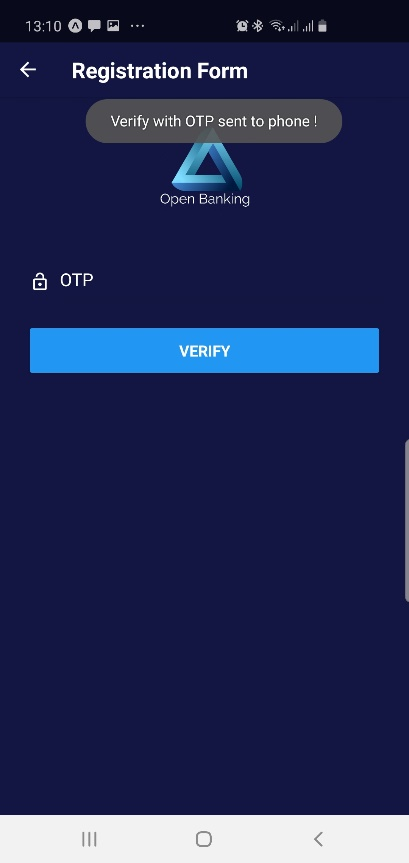 13:10
Registration Form
Verify with OTP sent to phone !
Open Banking
OTP
VERIFY